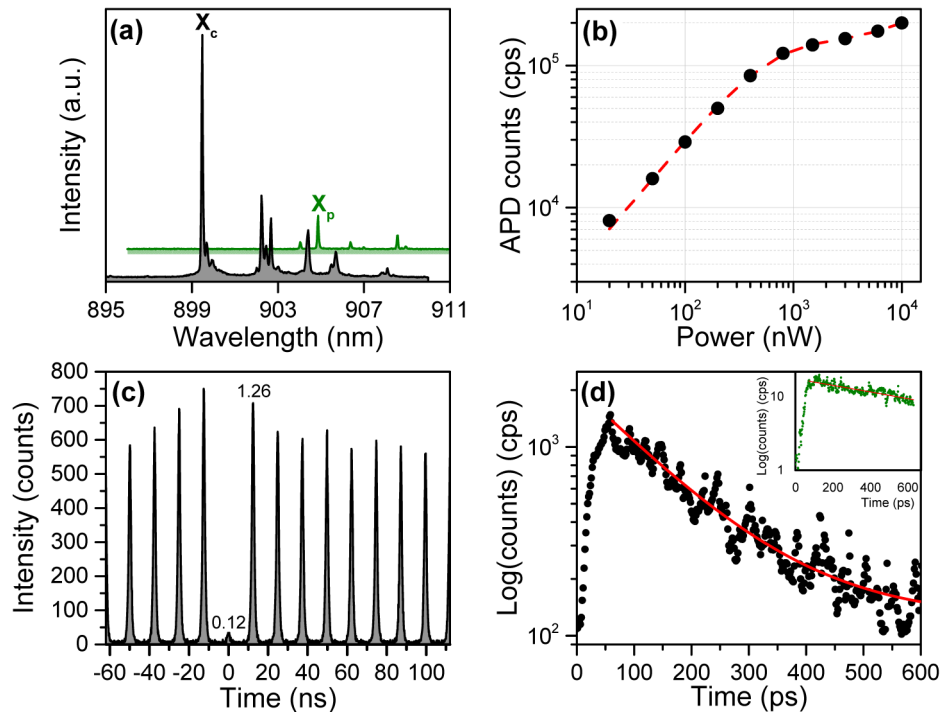 (a)
X_c
X_p
Intensity (a.u.)
895 899 903 907 911
Wavelength (nm)
(b)
APD counts (cps)
10^5
10^4
10^1 10^2 10^3 10^4
Power (nW)
(c)
1.26
0.12
Intensity (counts)
800
700
600
500
400
300
200
100
0
-60 -40 -20 0 20 40 60 80 100
Time (ns)
(d)
Log(counts) (cps)
10^3
10^2
0 100 200 300 400 500 600
Time (ps)
Log(counts) (cps)
10
1
0 200 400 600
Time (ps)